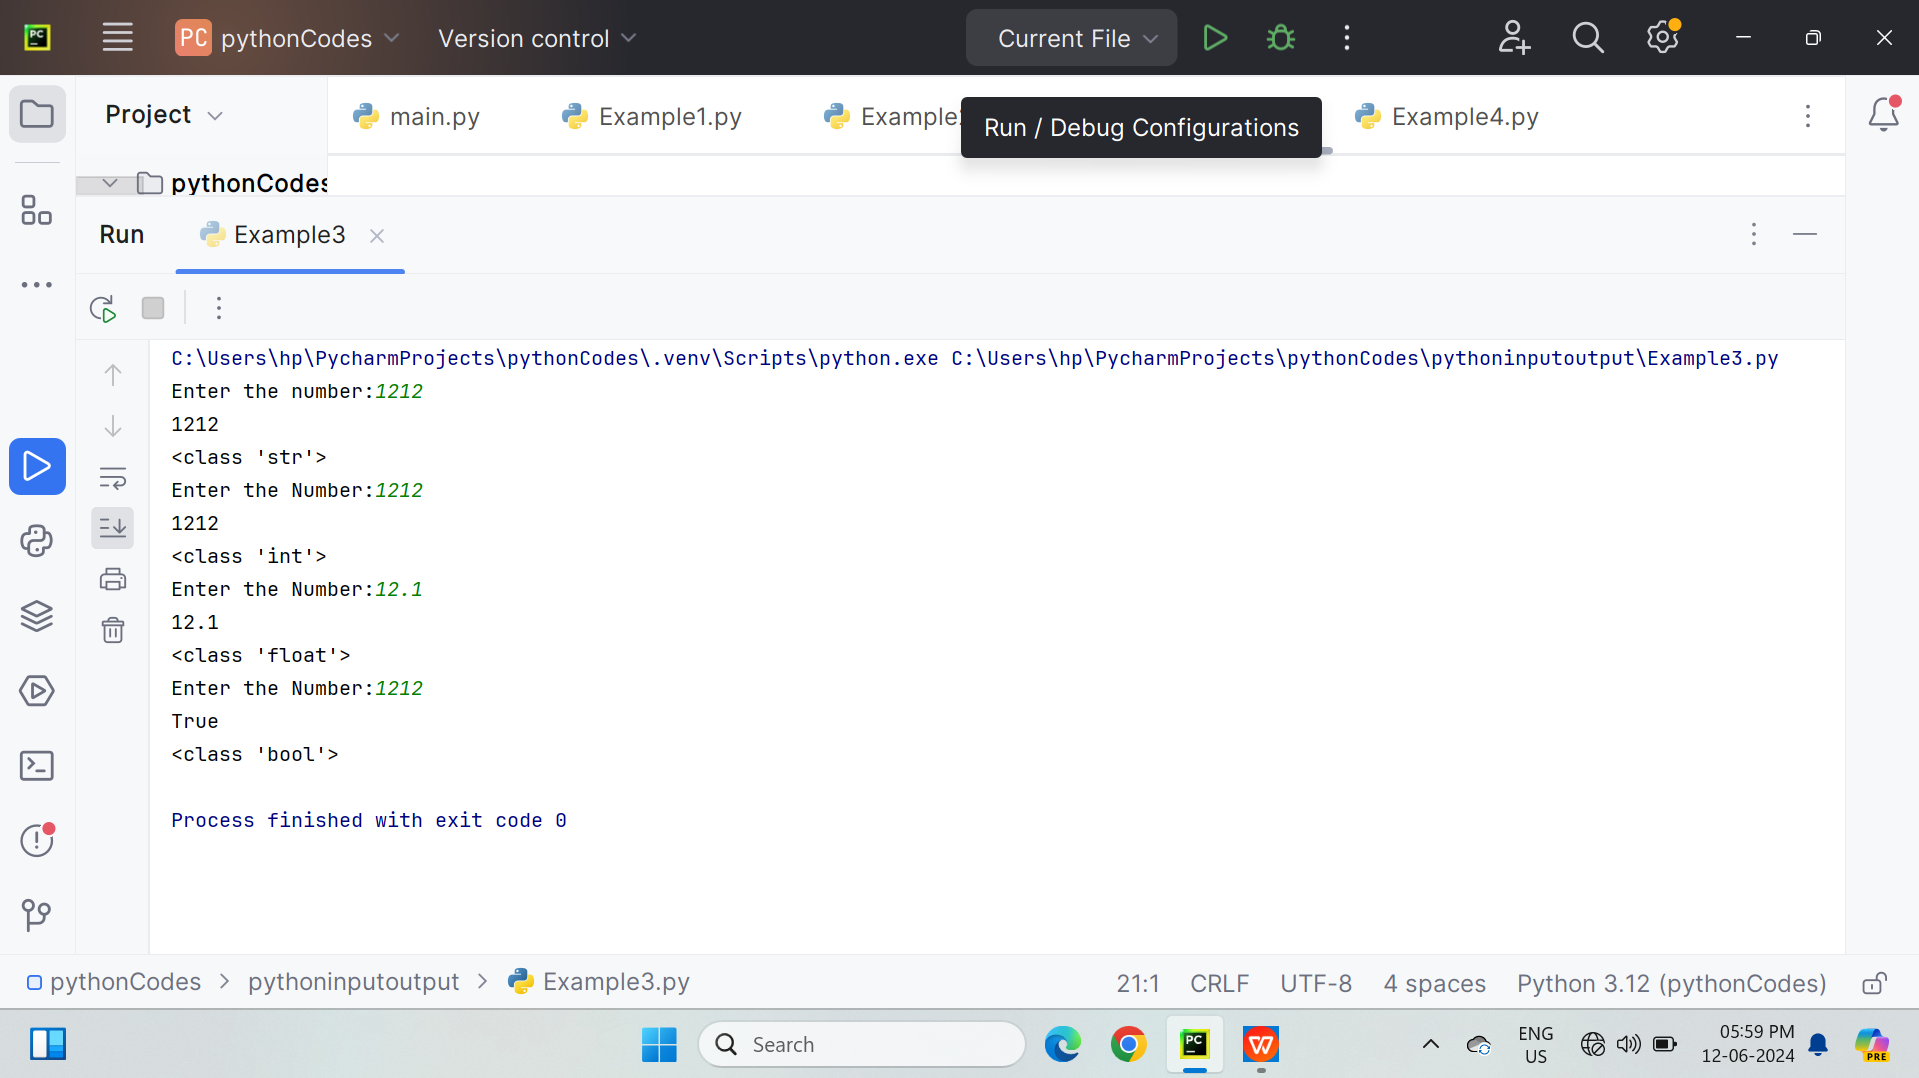 PC
PC pythonCodes
Version control
Current File
Project
main.py
Example1.py
Example
Run / Debug Configurations
Example4.py
pythonCodes
Run
Example3
C:\Users\hp\PycharmProjects\pythonCodes\.venv\Scripts\python.exe C:\Users\hp\PycharmProjects\pythonCodes\pythoninputoutput\Example3.py
Enter the number:1212
1212
<class 'str'>
Enter the Number:1212
1212
<class 'int'>
Enter the Number:12.1
12.1
<class 'float'>
Enter the Number:1212
True
<class 'bool'>
Process finished with exit code 0
pythonCodes > pythoninputoutput > Example3.py
21:1 CRLF UTF-8 4 spaces Python 3.12 (pythonCodes)
Search
PC
W
ENG
US
05:59 PM
12-06-2024
PRE